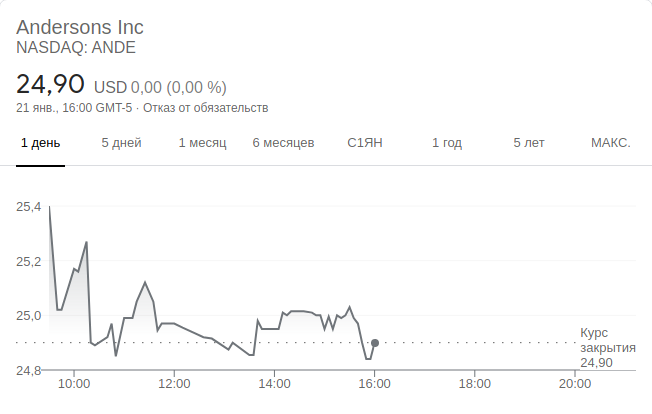 Andersons Inc
NASDAQ: ANDE
24,90 USD 0,00 (0,00 %)
21 янв., 16:00 GMT-5 · Отказ от обязательств
1 день 5 дней 1 месяц 6 месяцев С1ЯН 1 год 5 лет МАКС.
25,4
25,2
25,0
Курс
закрытия
24,90
24,8
10:00 12:00 14:00 16:00 18:00 20:00